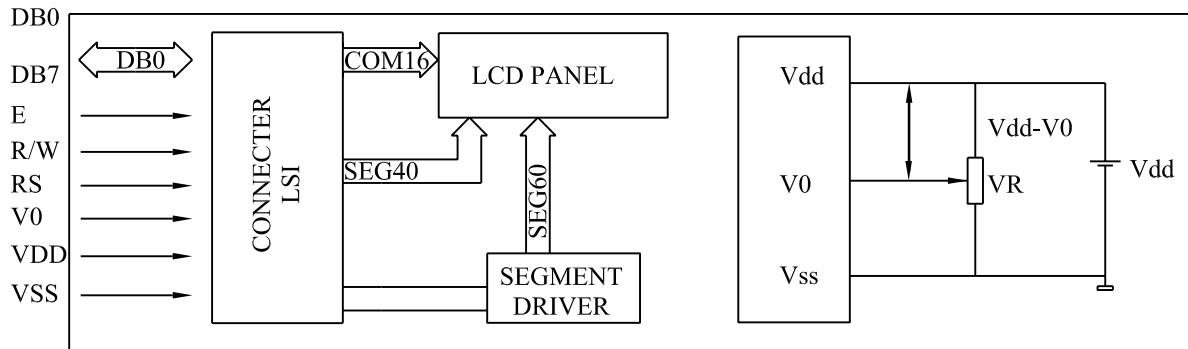 DB0
DB7
DB0
E
R/W
RS
V0
VDD
VSS
CONNECTER
LSI
COM16
LCD PANEL
SEG40
SEG60
SEGMENT
DRIVER
Vdd
V0
Vss
Vdd-V0
VR
Vdd